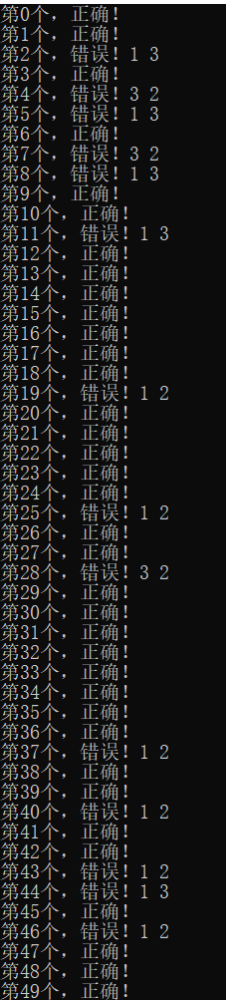 第0个，正确！
第1个，正确！
第2个，错误！1 3
第3个，正确！
第4个，错误！3 2
第5个，错误！1 3
第6个，正确！
第7个，错误！3 2
第8个，错误！1 3
第9个，正确！
第10个，正确！
第11个，错误！1 3
第12个，正确！
第13个，正确！
第14个，正确！
第15个，正确！
第16个，正确！
第17个，正确！
第18个，正确！
第19个，错误！1 2
第20个，正确！
第21个，正确！
第22个，正确！
第23个，正确！
第24个，正确！
第25个，错误！1 2
第26个，正确！
第27个，正确！
第28个，错误！3 2
第29个，正确！
第30个，正确！
第31个，正确！
第32个，正确！
第33个，正确！
第34个，正确！
第35个，正确！
第36个，正确！
第37个，错误！1 2
第38个，正确！
第39个，正确！
第40个，错误！1 2
第41个，正确！
第42个，正确！
第43个，错误！1 2
第44个，错误！1 3
第45个，正确！
第46个，错误！1 2
第47个，正确！
第48个，正确！
第49个，正确！